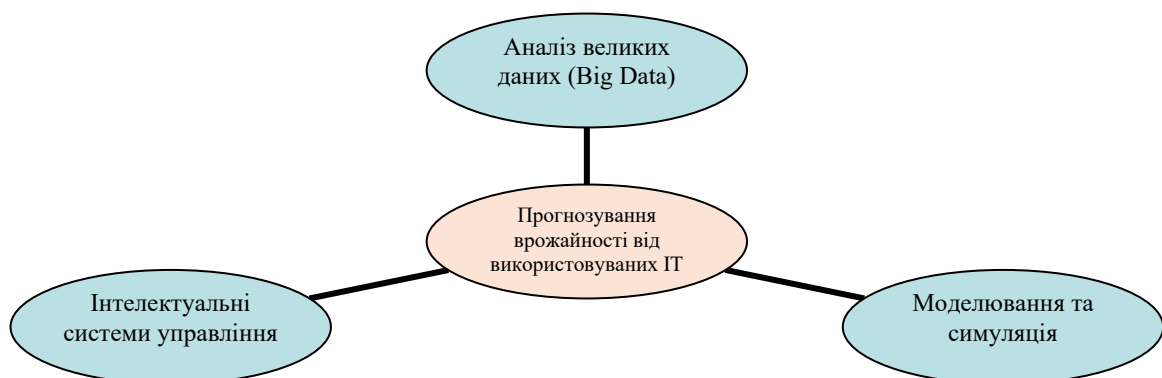 Аналіз великих
даних (Big Data)
Прогнозування
врожайності від
використовуваних ІТ
Інтелектуальні
системи управління
Моделювання та
симуляція